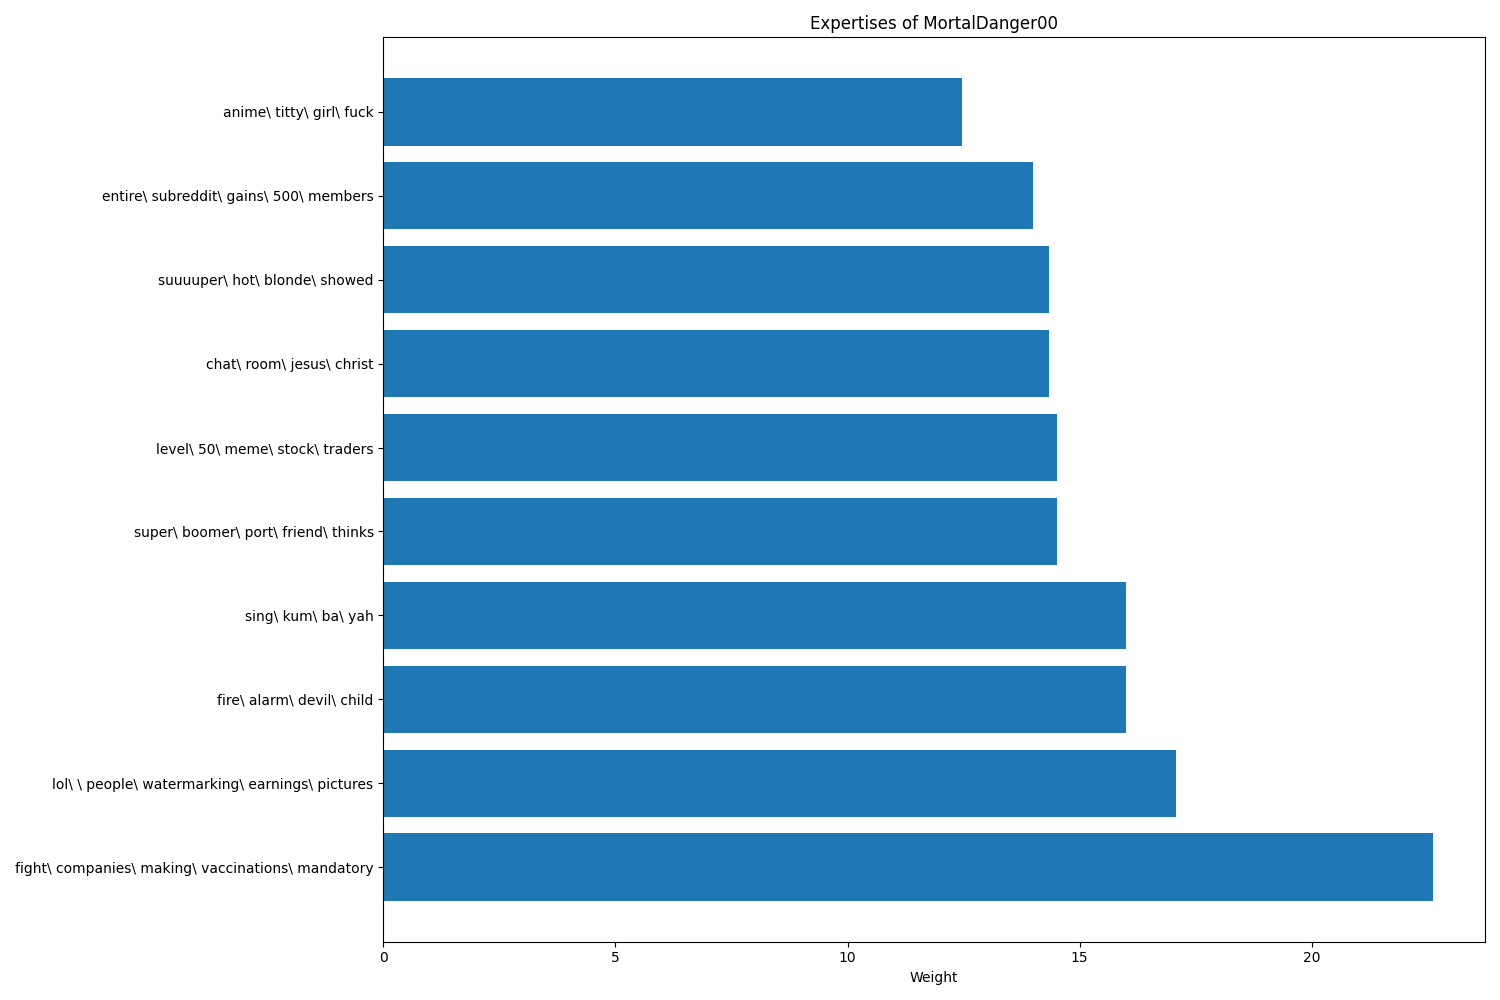 Expertises of MortalDanger00
anime\ titty\ girl\ fuck
entire\ subreddit\ gains\ 500\ members
suuuuper\ hot\ blonde\ showed
chat\ room\ jesus\ christ
level\ 50\ meme\ stock\ traders
super\ boomer\ port\ friend\ thinks
sing\ kum\ ba\ yah
fire\ alarm\ devil\ child
lol\ \ people\ watermarking\ earnings\ pictures
fight\ companies\ making\ vaccinations\ mandatory
0 5 10 15 20
Weight